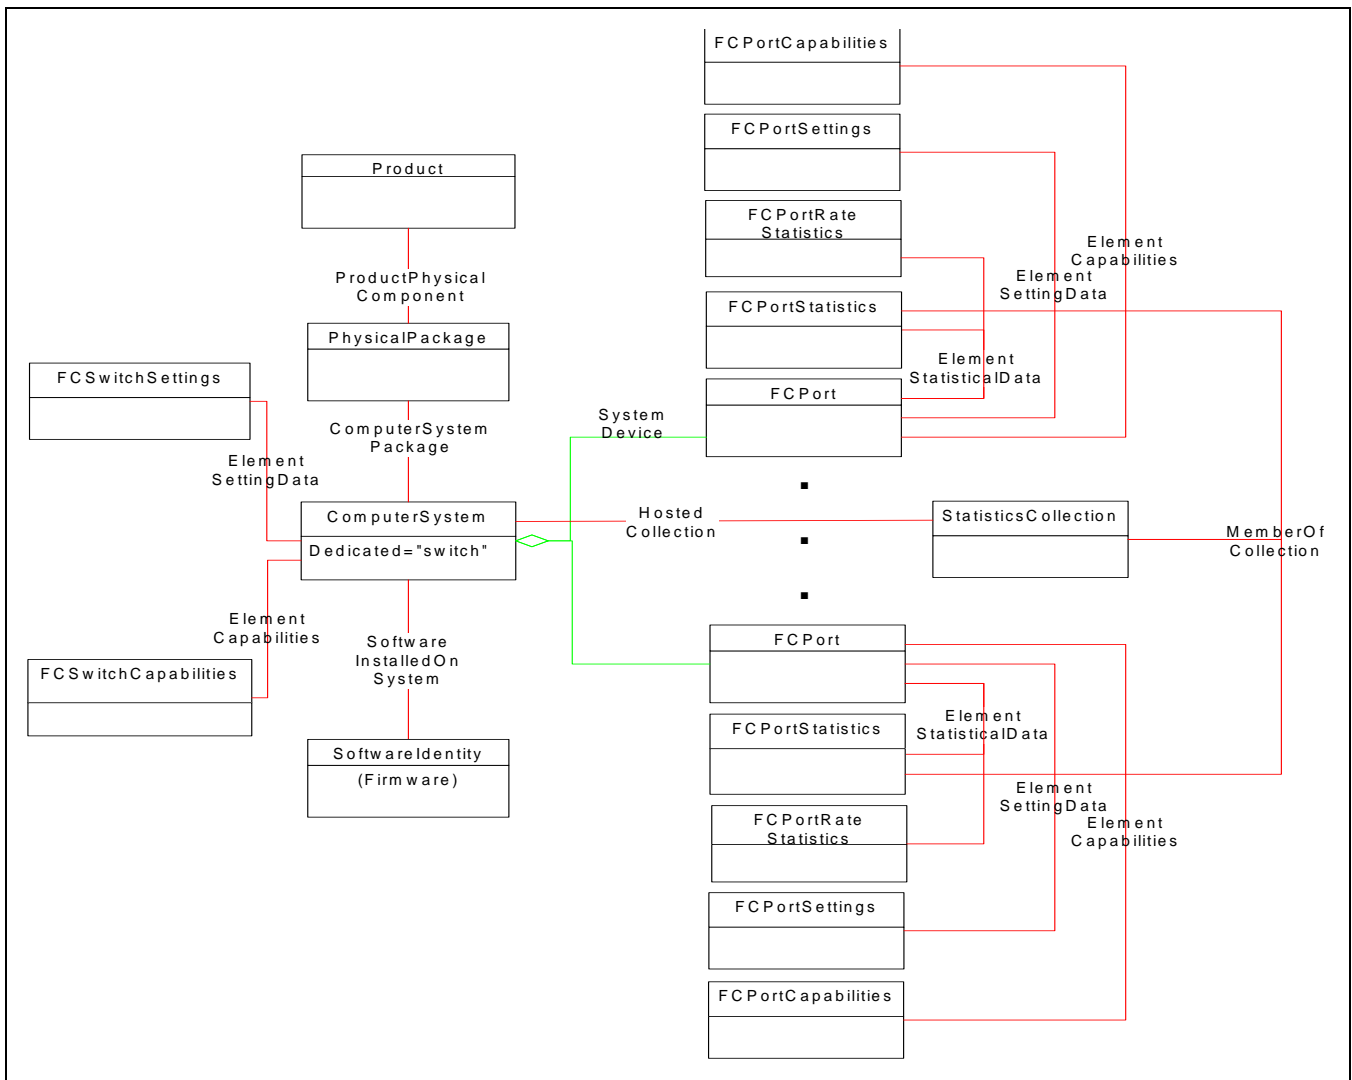 FCPortCapabilities
FCPortSettings
Product
FCPortRate
Statistics
Element
Capabilities
ProductPhysical
Component
Element
SettingData
FCPortStatistics
PhysicalPackage
Element
StatisticalData
FCSwitchSettings
FCPort
System
Device
ComputerSystem
Package
Element
SettingData
ComputerSystem
Dedicated="switch"
Hosted
Collection
StatisticsCollection
MemberOf
Collection
Element
Capabilities
Software
InstalledOn
System
FCPort
FCSwitchCapabilities
Element
StatisticalData
FCPortStatistics
SoftwareIdentity
(Firmware)
Element
SettingData
FCPortRate
Statistics
Element
Capabilities
FCPortSettings
FCPortCapabilities